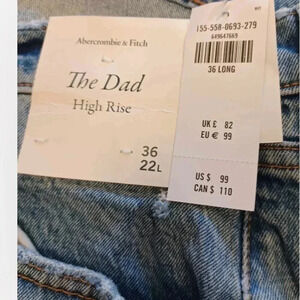 Abercrombie & Fitch
The Dad
High Rise
36
22L
155-558-0693-279
649647669
36 LONG
UK £ 82
EU € 99
US $ 99
CAN $ 110